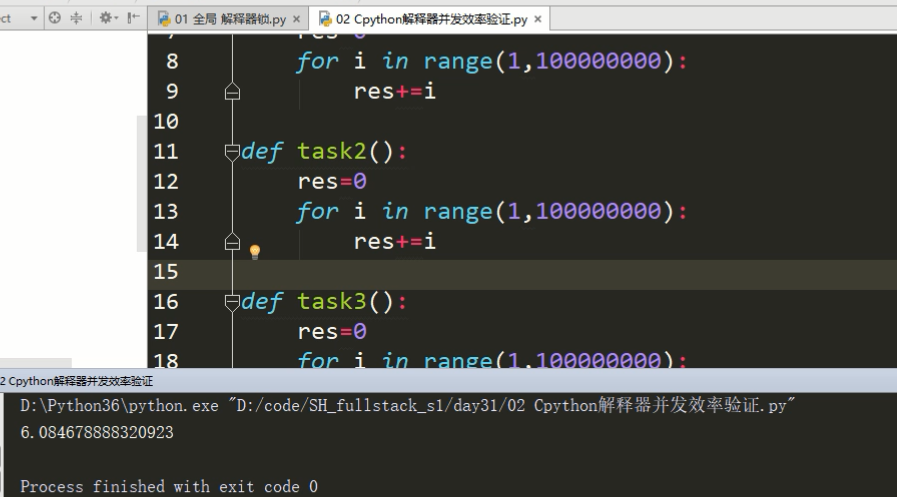 ct
01 全局 解释器锁.py ×
02 Cpython解释器并发效率验证.py ×
8 for i in range(1,100000000):
9 res+=i
10
11 def task2():
12 res=0
13 for i in range(1,100000000):
14 res+=i
15
16 def task3():
17 res=0
18 for i in range(1,100000000):
2 Cpython解释器并发效率验证
D:\Python36\python.exe "D:/code/SH_fullstack_s1/day31/02 Cpython解释器并发效率验证.py"
6.084678888320923
Process finished with exit code 0